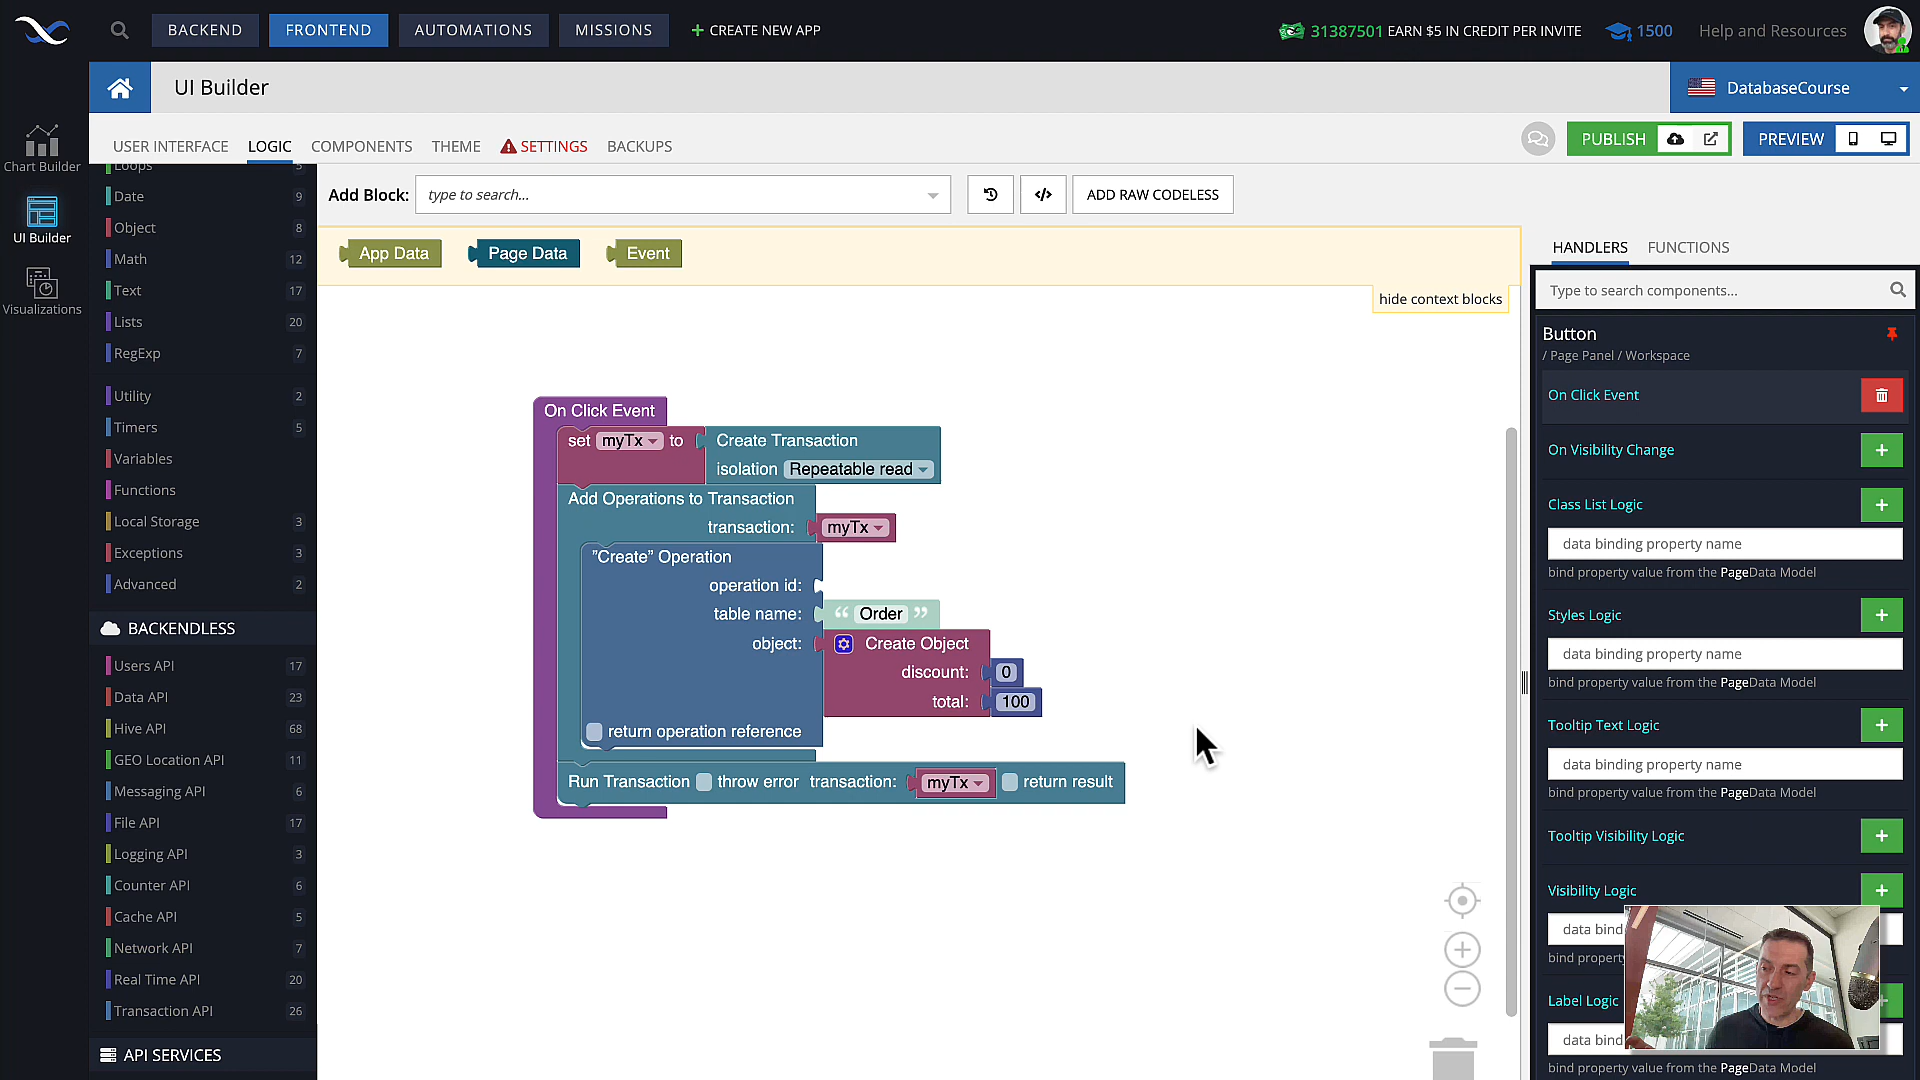 BACKEND
FRONTEND
AUTOMATIONS
MISSIONS
+ CREATE NEW APP
31387501 EARN $5 IN CREDIT PER INVITE
1500
Help and Resources
UI Builder
DatabaseCourse
USER INTERFACE
LOGIC
COMPONENTS
THEME
SETTINGS
BACKUPS
PUBLISH
PREVIEW
Chart Builder
UI Builder
Visualizations
Loops 5
Date 9
Object 8
Math 12
Text 17
Lists 20
RegExp 7
Utility 2
Timers 5
Variables
Functions
Local Storage 3
Exceptions 3
Advanced 2
BACKENDLESS
Users API 17
Data API 23
Hive API 68
GEO Location API 11
Messaging API 6
File API 17
Logging API 3
Counter API 6
Cache API 5
Network API 7
Real Time API 20
Transaction API 26
API SERVICES
Add Block: type to search...
</>
ADD RAW CODELESS
App Data
Page Data
Event
hide context blocks
On Click Event
set myTx to Create Transaction
isolation Repeatable read
Add Operations to Transaction
transaction: myTx
"Create" Operation
operation id:
table name: “ Order ”
object: Create Object
discount: 0
total: 100
return operation reference
Run Transaction throw error transaction: myTx return result
HANDLERS
FUNCTIONS
Type to search components...
Button
/ Page Panel / Workspace
On Click Event
On Visibility Change
Class List Logic
data binding property name
bind property value from the PageData Model
Styles Logic
data binding property name
bind property value from the PageData Model
Tooltip Text Logic
data binding property name
bind property value from the PageData Model
Tooltip Visibility Logic
Visibility Logic
data bind
bind property
Label Logic
data bind
bind property value from the PageData Model